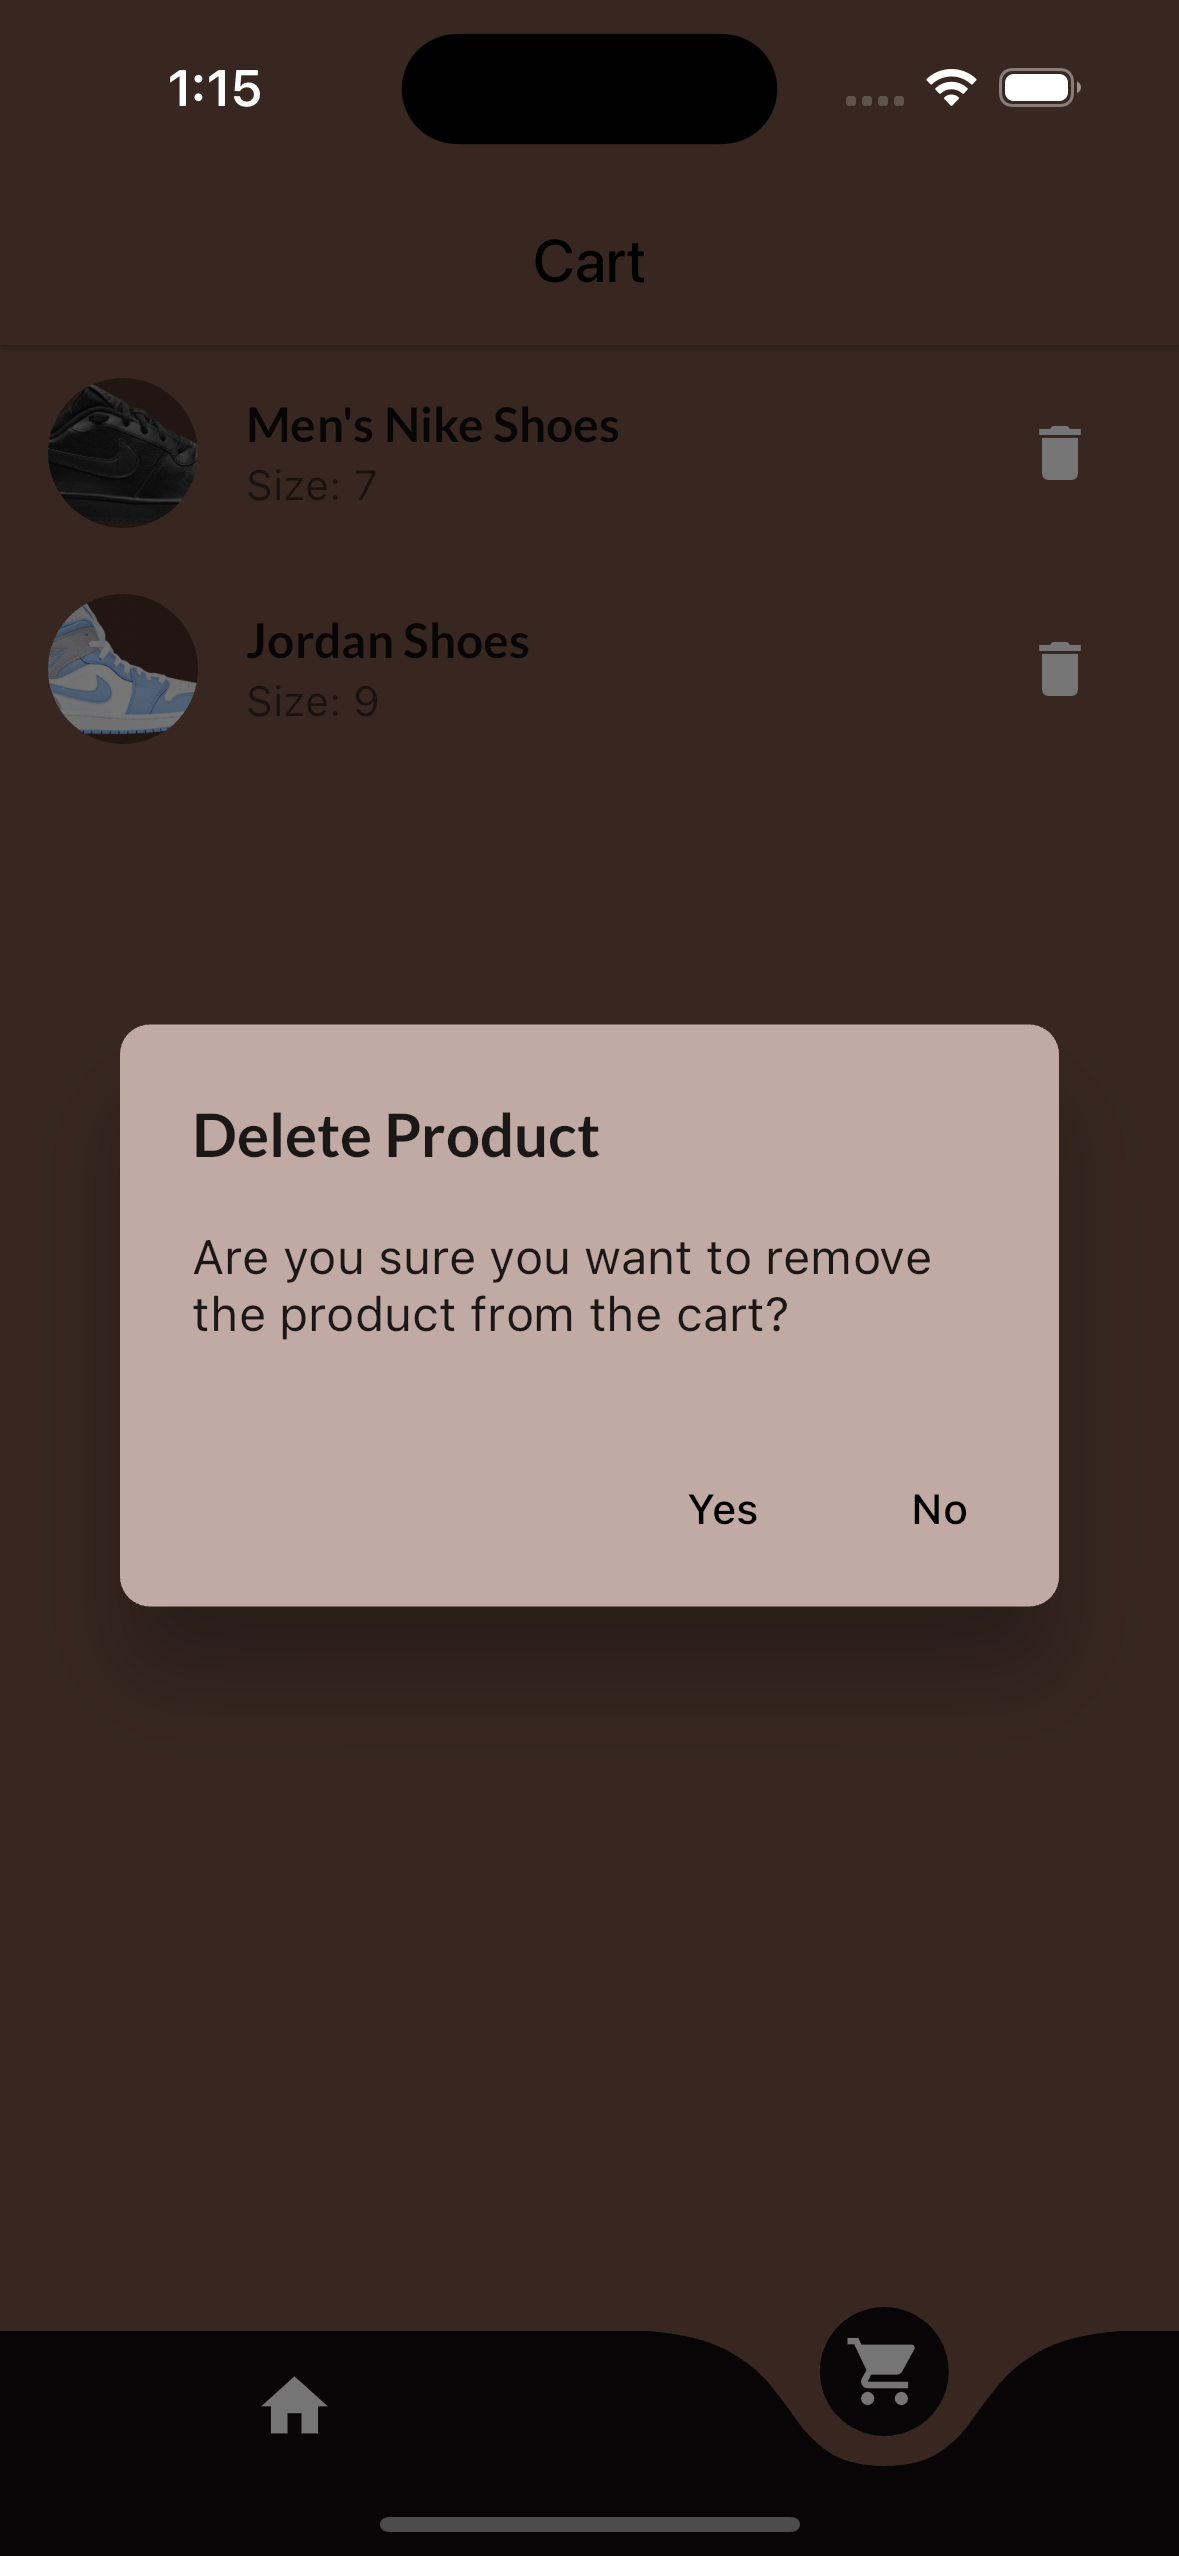 1:15
Cart
Men's Nike Shoes
Size: 7
Jordan Shoes
Size: 9
Delete Product
Are you sure you want to remove
the product from the cart?
Yes No